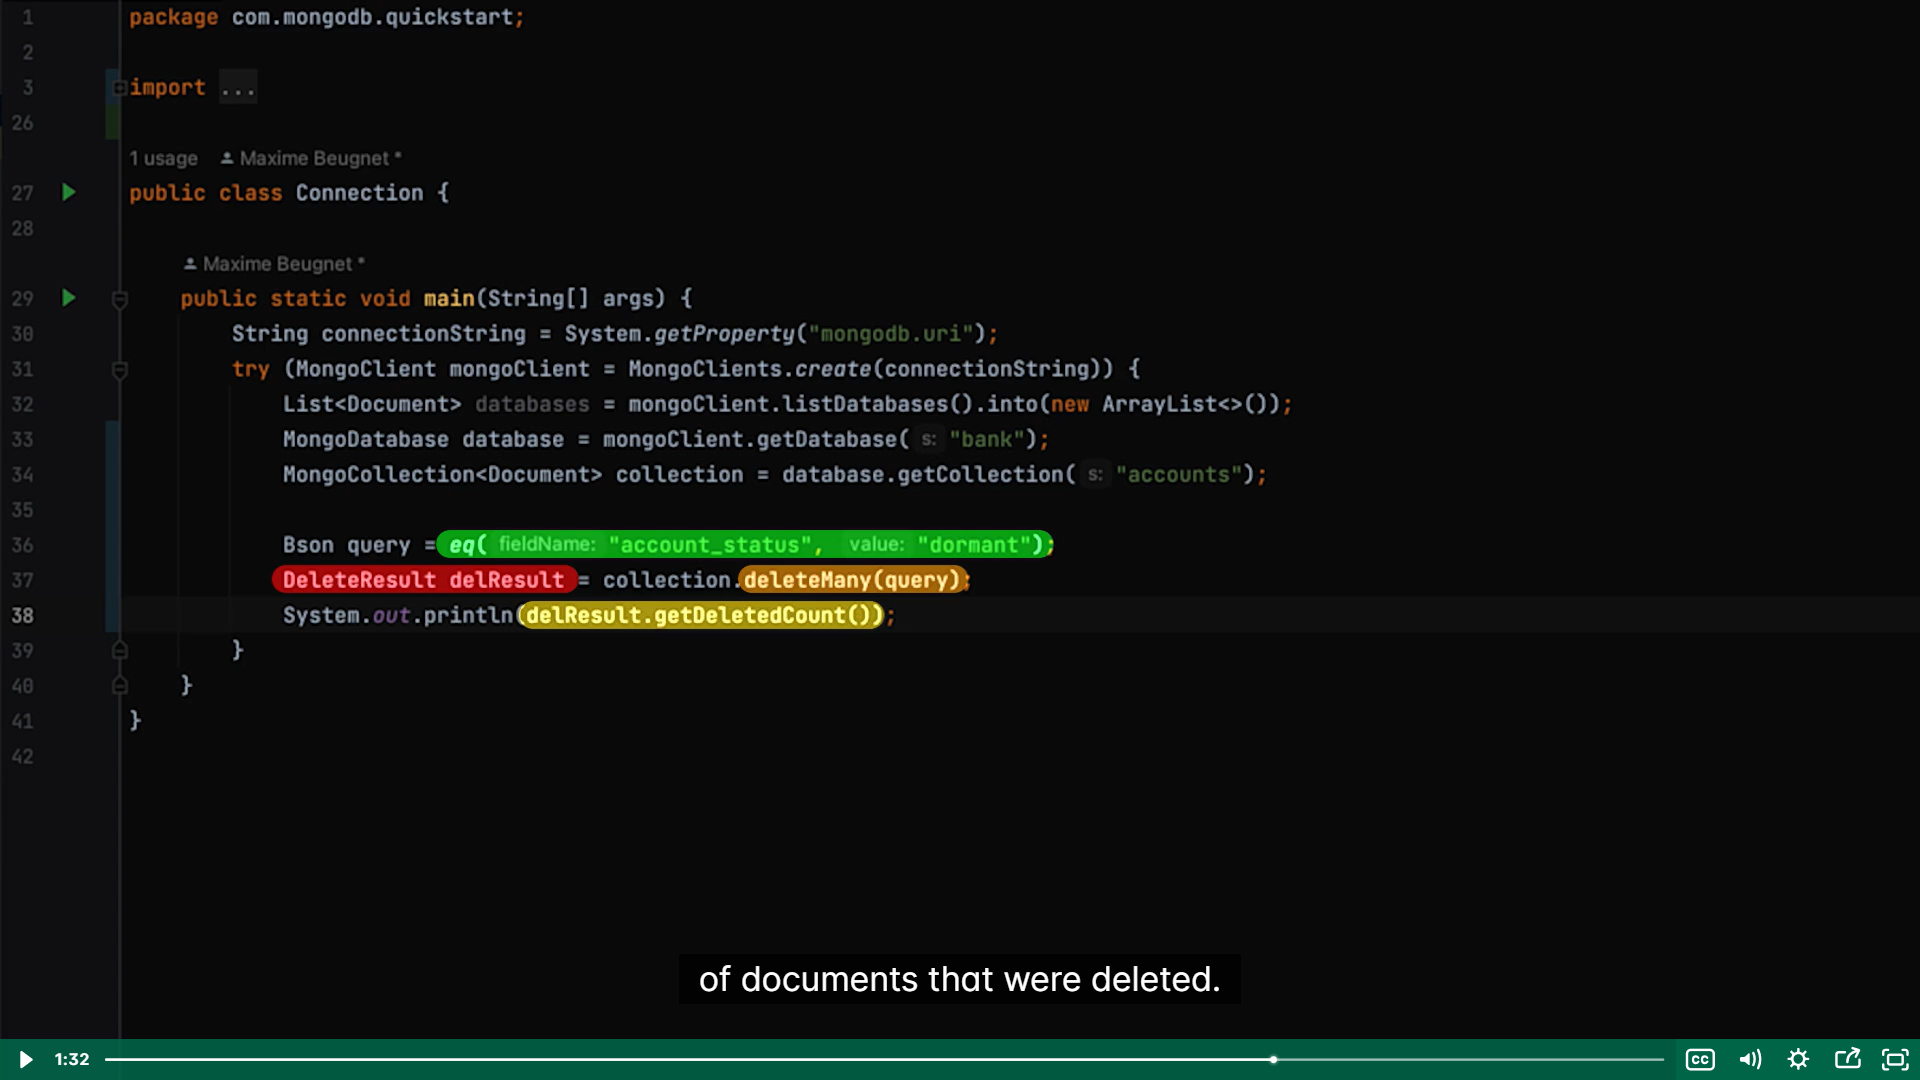 1 package com.mongodb.quickstart;
2
3 import ...
26
1 usage Maxime Beugnet *
27 public class Connection {
28
Maxime Beugnet *
29 public static void main(String[] args) {
30 String connectionString = System.getProperty("mongodb.uri");
31 try (MongoClient mongoClient = MongoClients.create(connectionString)) {
32 List<Document> databases = mongoClient.listDatabases().into(new ArrayList<>());
33 MongoDatabase database = mongoClient.getDatabase( s: "bank");
34 MongoCollection<Document> collection = database.getCollection( s: "accounts");
35
36 Bson query = eq( fieldName: "account_status", value: "dormant");
37 DeleteResult delResult = collection.deleteMany(query);
38 System.out.println(delResult.getDeletedCount());
39 }
40 }
41 }
42
of documents that were deleted.
1:32 CC